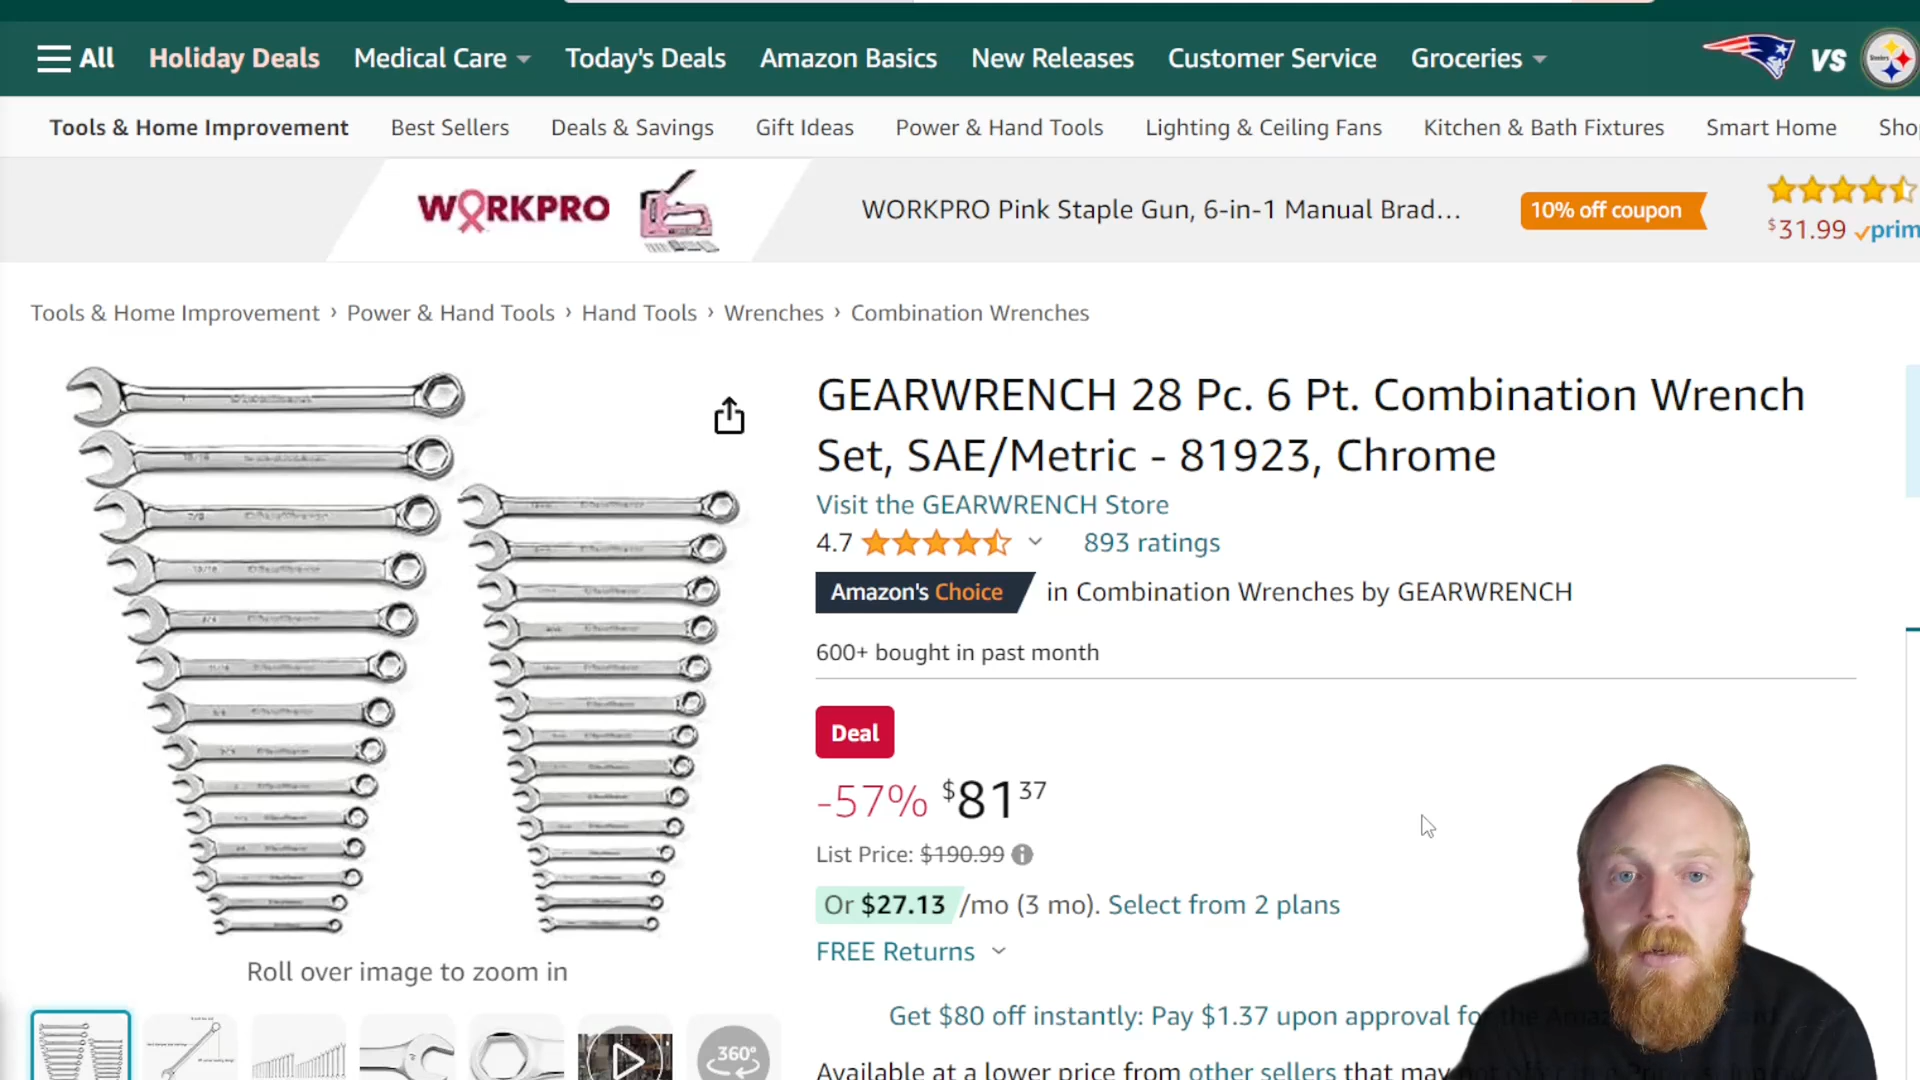 All Holiday Deals Medical Care Today's Deals Amazon Basics New Releases Customer Service Groceries VS
Steelers
Tools & Home Improvement Best Sellers Deals & Savings Gift Ideas Power & Hand Tools Lighting & Ceiling Fans Kitchen & Bath Fixtures Smart Home Sho
WORKPRO
WORKPRO Pink Staple Gun, 6-in-1 Manual Brad...
10% off coupon
$31.99 prim
Tools & Home Improvement › Power & Hand Tools › Hand Tools › Wrenches › Combination Wrenches
GEARWRENCH 28 Pc. 6 Pt. Combination Wrench
Set, SAE/Metric - 81923, Chrome
Visit the GEARWRENCH Store
4.7 893 ratings
Amazon's Choice in Combination Wrenches by GEARWRENCH
600+ bought in past month
Deal
-57% $81 37
List Price: $190.99
Or $27.13 /mo (3 mo). Select from 2 plans
FREE Returns
Roll over image to zoom in
Get $80 off instantly: Pay $1.37 upon approval for the
Available at a lower price from other sellers that may
360°